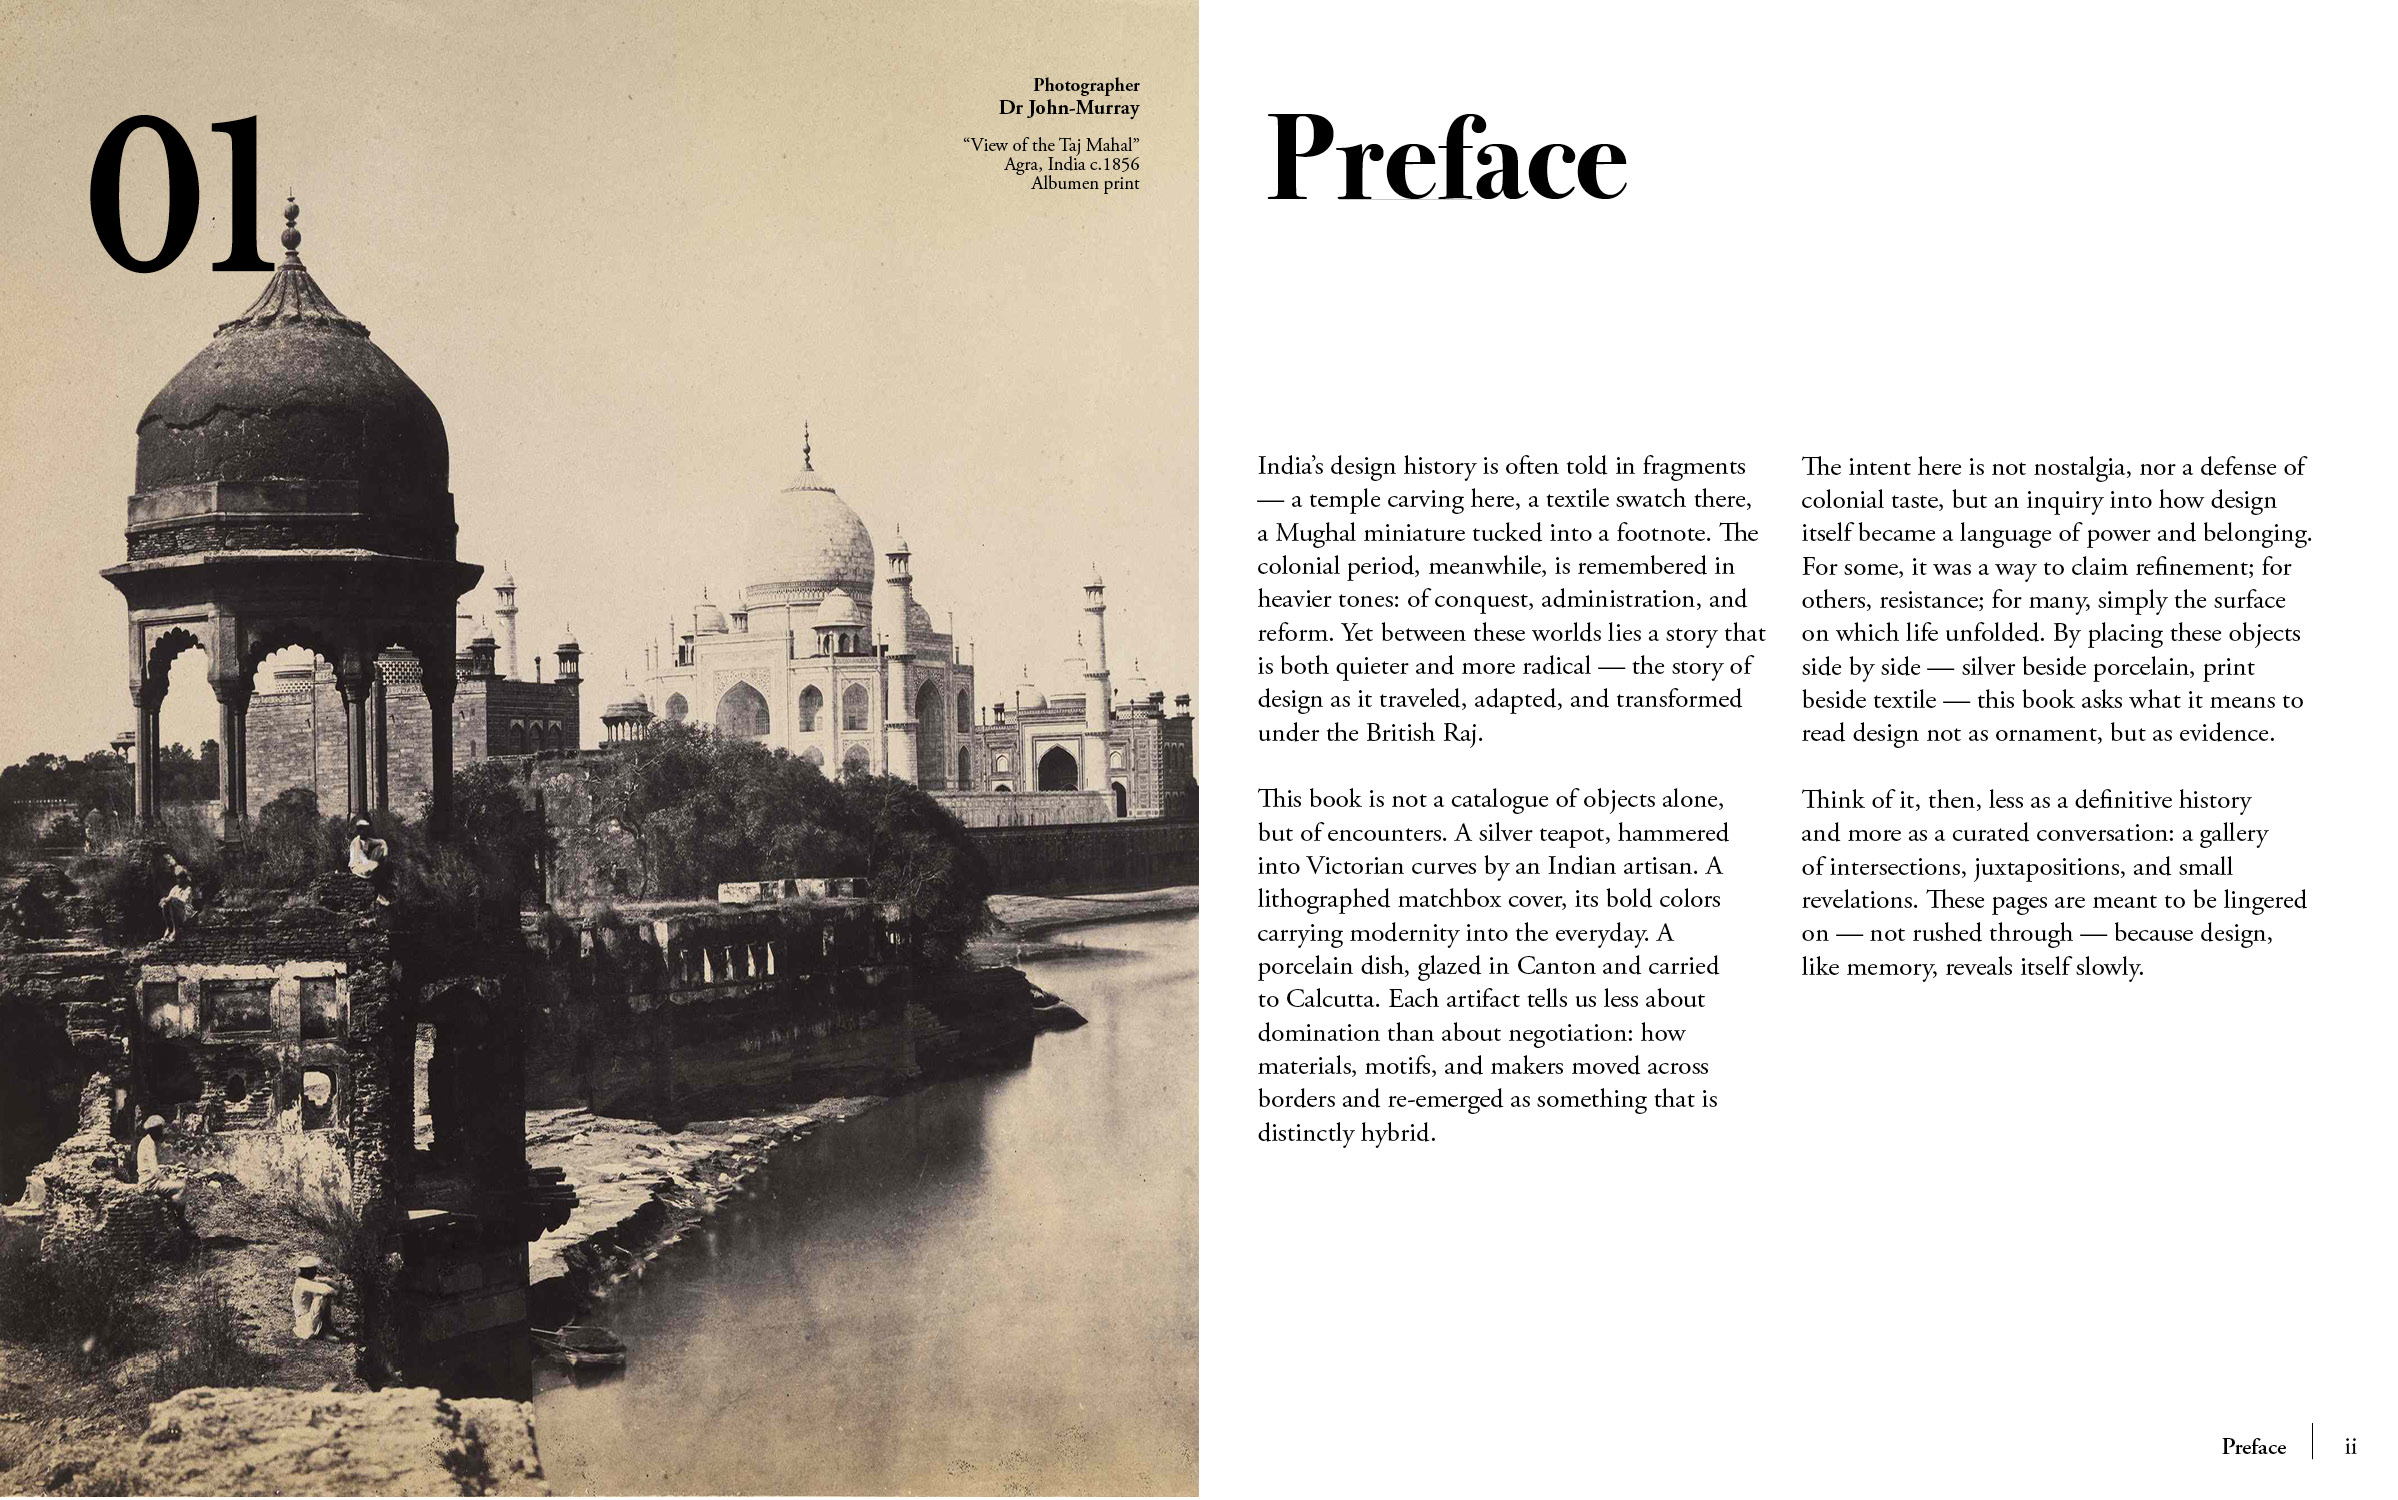 01
Photographer
Dr John-Murray
“View of the Taj Mahal”
Agra, India c.1856
Albumen print
Preface
India’s design history is often told in fragments
— a temple carving here, a textile swatch there,
a Mughal miniature tucked into a footnote. The
colonial period, meanwhile, is remembered in
heavier tones: of conquest, administration, and
reform. Yet between these worlds lies a story that
is both quieter and more radical — the story of
design as it traveled, adapted, and transformed
under the British Raj.
This book is not a catalogue of objects alone,
but of encounters. A silver teapot, hammered
into Victorian curves by an Indian artisan. A
lithographed matchbox cover, its bold colors
carrying modernity into the everyday. A
porcelain dish, glazed in Canton and carried
to Calcutta. Each artifact tells us less about
domination than about negotiation: how
materials, motifs, and makers moved across
borders and re-emerged as something that is
distinctly hybrid.
The intent here is not nostalgia, nor a defense of
colonial taste, but an inquiry into how design
itself became a language of power and belonging.
For some, it was a way to claim refinement; for
others, resistance; for many, simply the surface
on which life unfolded. By placing these objects
side by side — silver beside porcelain, print
beside textile — this book asks what it means to
read design not as ornament, but as evidence.
Think of it, then, less as a definitive history
and more as a curated conversation: a gallery
of intersections, juxtapositions, and small
revelations. These pages are meant to be lingered
on — not rushed through — because design,
like memory, reveals itself slowly.
Preface
ii